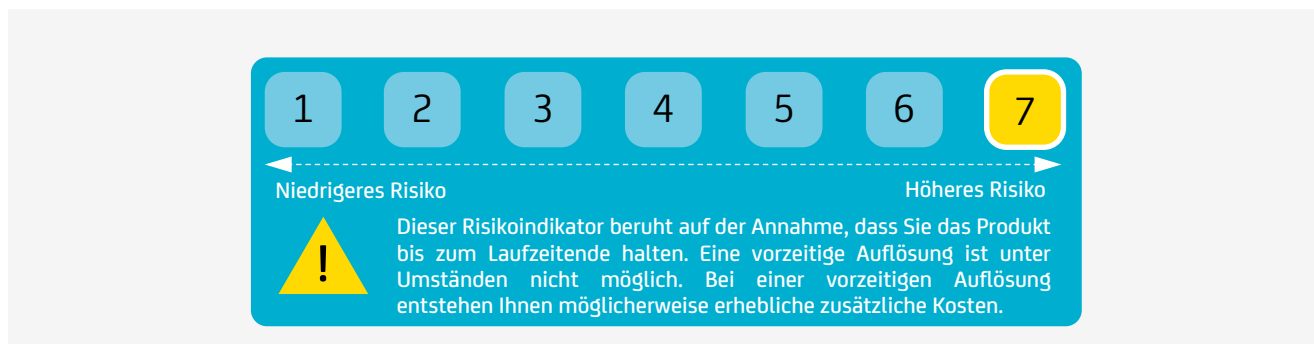 1 2 3 4 5 6 7
Niedrigeres Risiko Höheres Risiko
Dieser Risikoindikator beruht auf der Annahme, dass Sie das Produkt
bis zum Laufzeitende halten. Eine vorzeitige Auflösung ist unter
Umständen nicht möglich. Bei einer vorzeitigen Auflösung
entstehen Ihnen möglicherweise erhebliche zusätzliche Kosten.
!